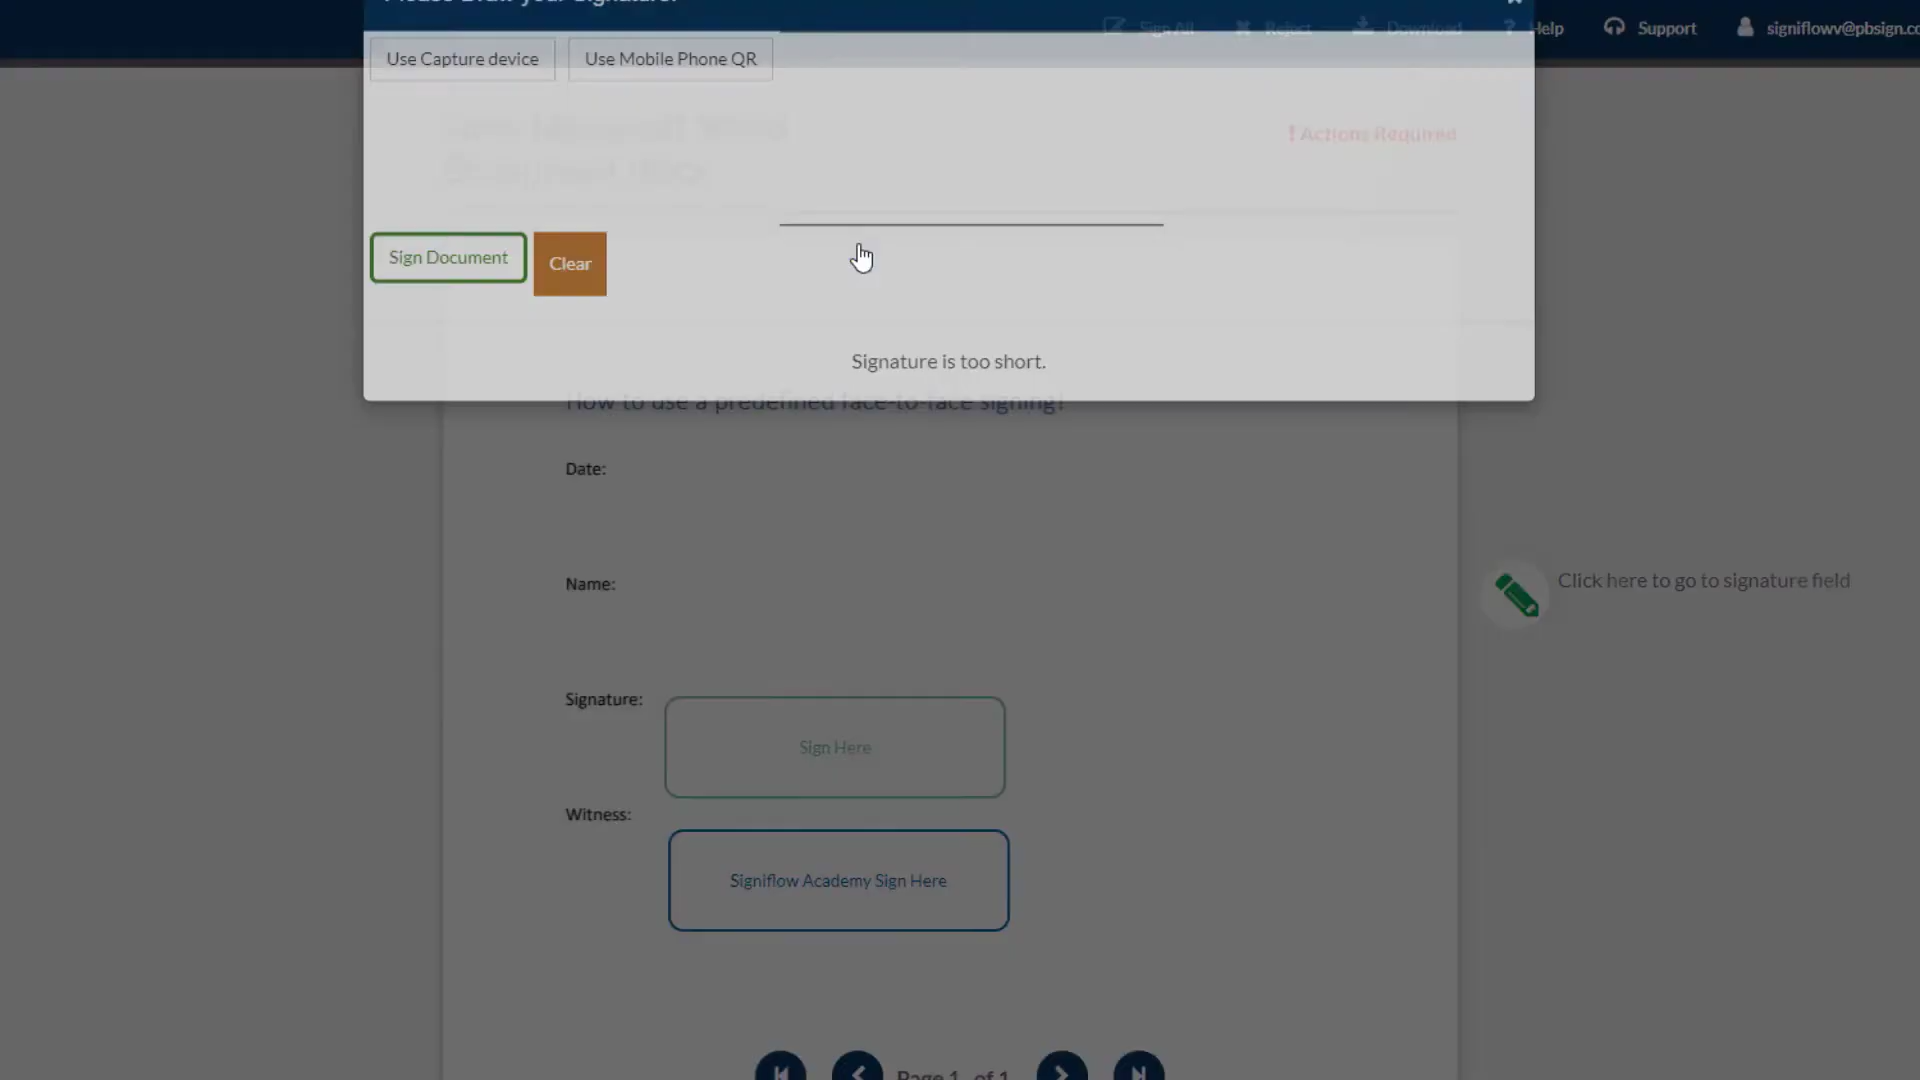 Please Draw your Signature.
Sign All
Reject
Download
? Help
Support
signiflowv@pbsign.co
Use Capture device
Use Mobile Phone QR
! Actions Required
Sign Document
Clear
Signature is too short.
How to use a predefined face-to-face signing!
Date:
Name:
Click here to go to signature field
Signature:
Sign Here
Witness:
Signiflow Academy Sign Here
Page 1 of 1